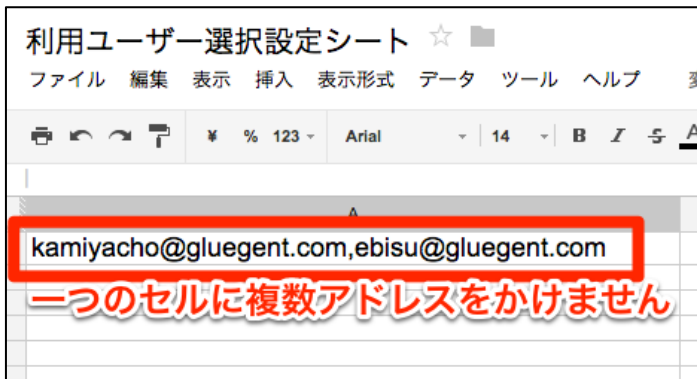 利用ユーザー選択設定シート
ファイル 編集 表示 挿入 表示形式 データ ツール ヘルプ
¥ % 123 Arial 14 B I S A
A
kamiyacho@gluegent.com,ebisu@gluegent.com
一つのセルに複数アドレスをかけません